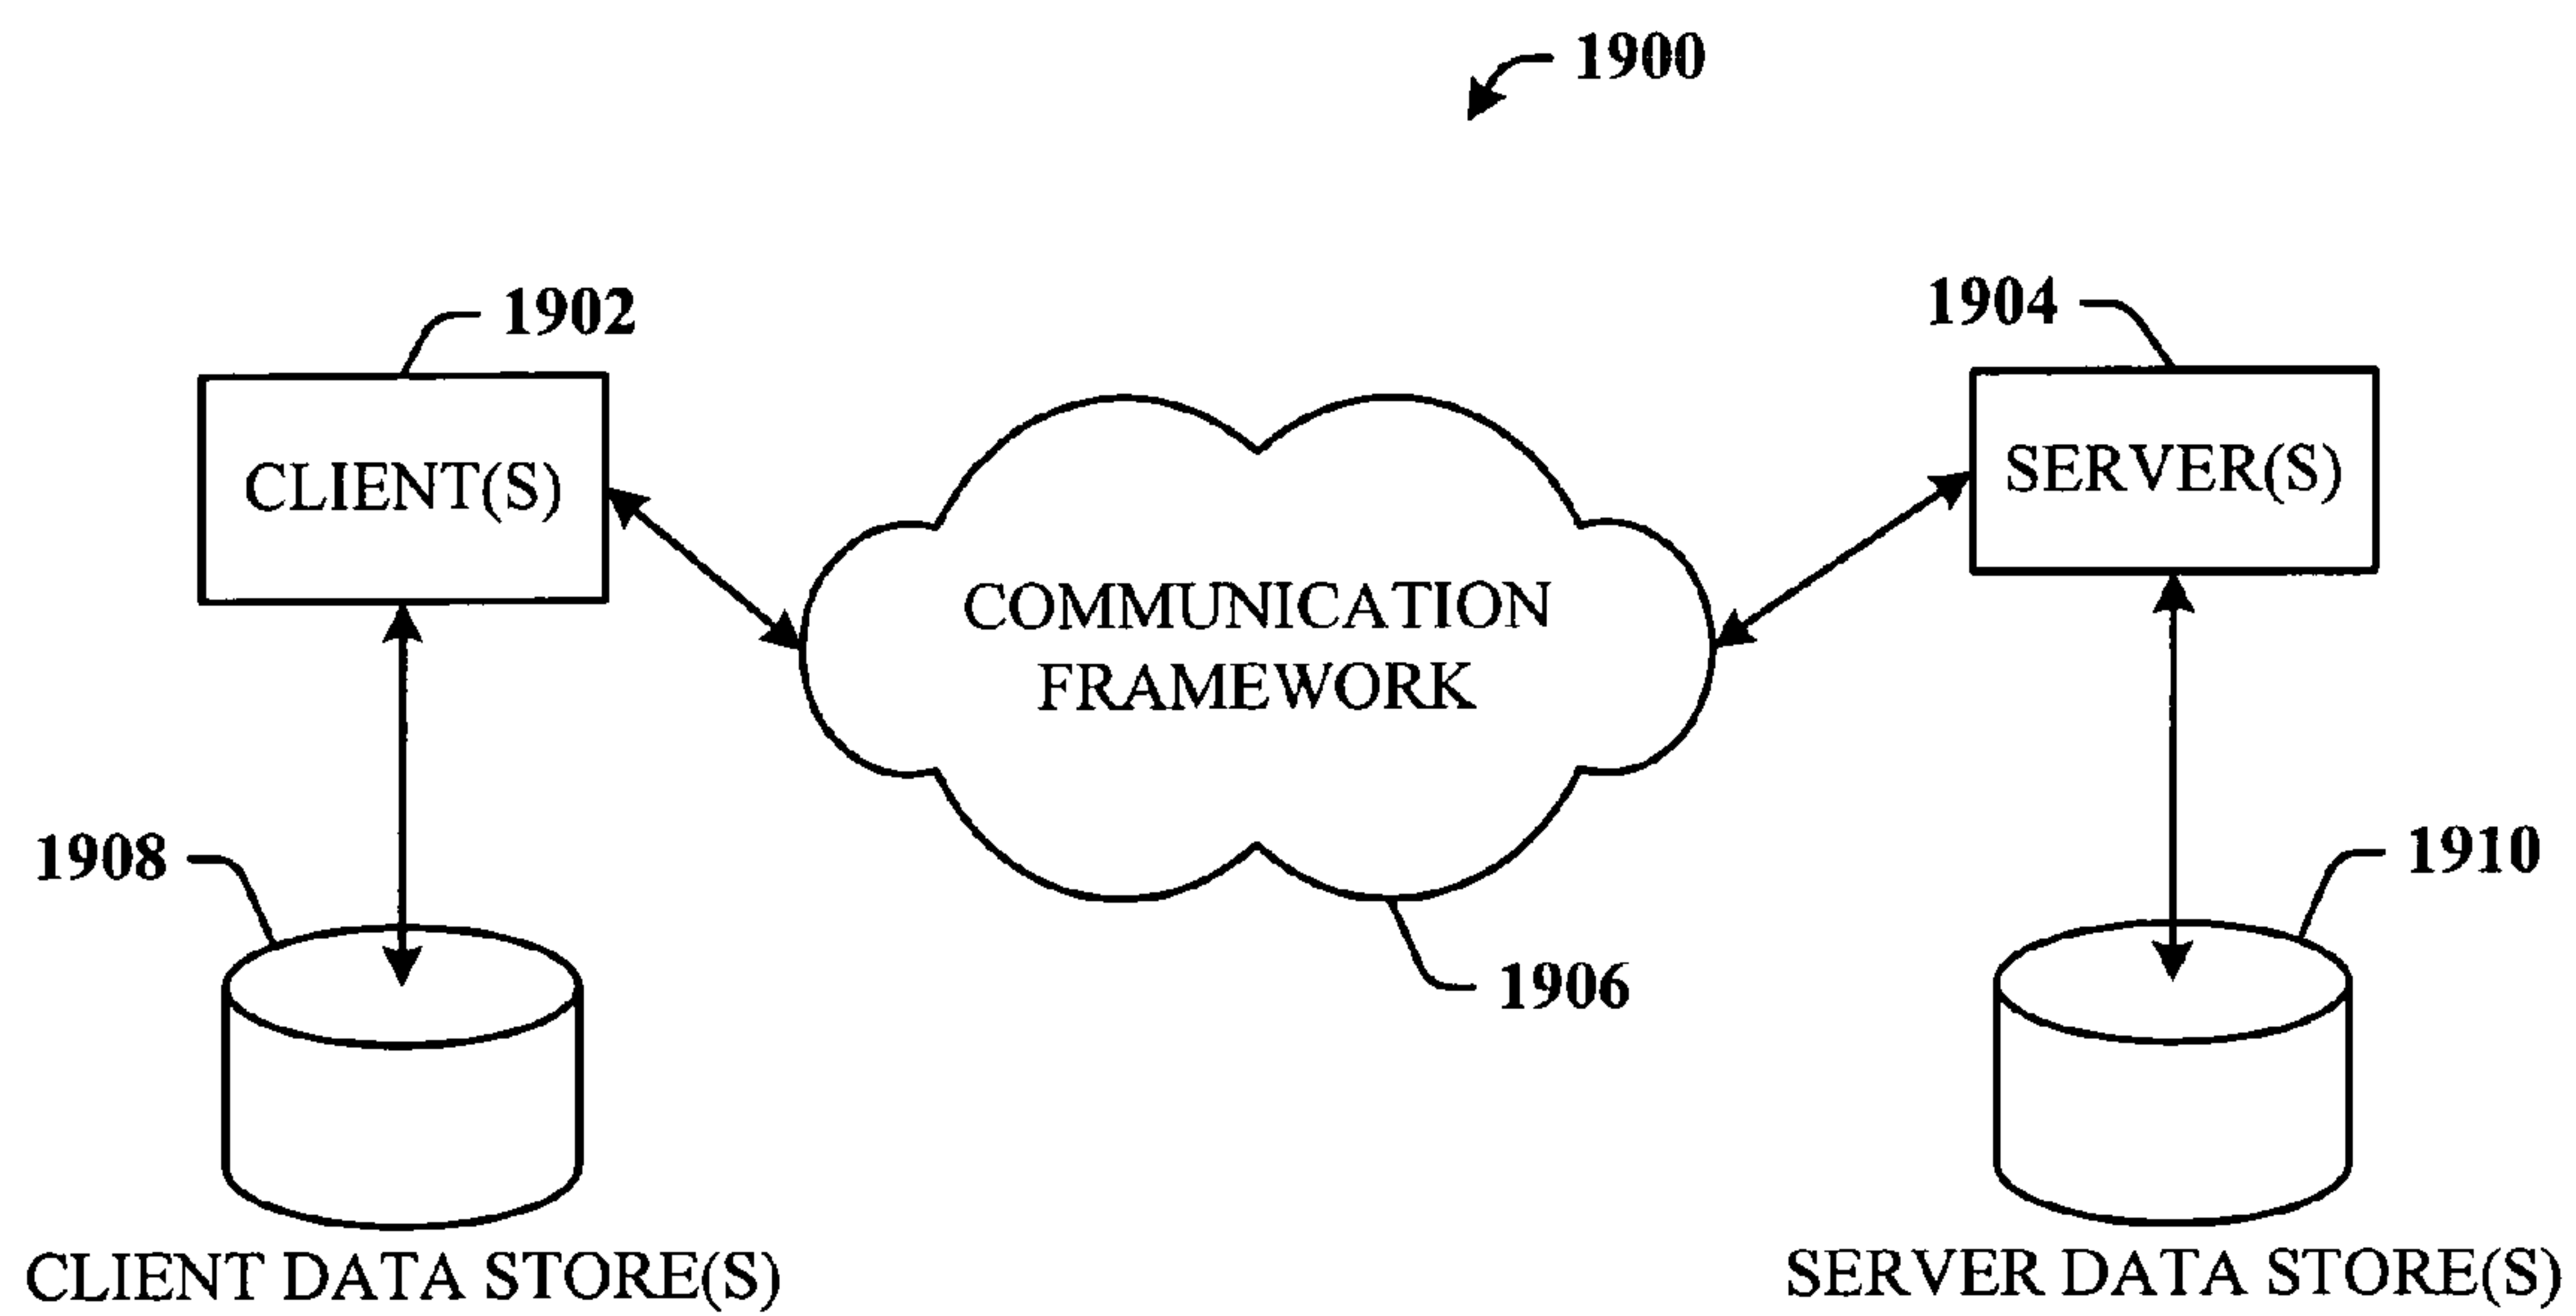 1900
1902
1904
CLIENT(S)
SERVER(S)
COMMUNICATION
FRAMEWORK
1908
1910
1906
CLIENT DATA STORE(S)
SERVER DATA STORE(S)